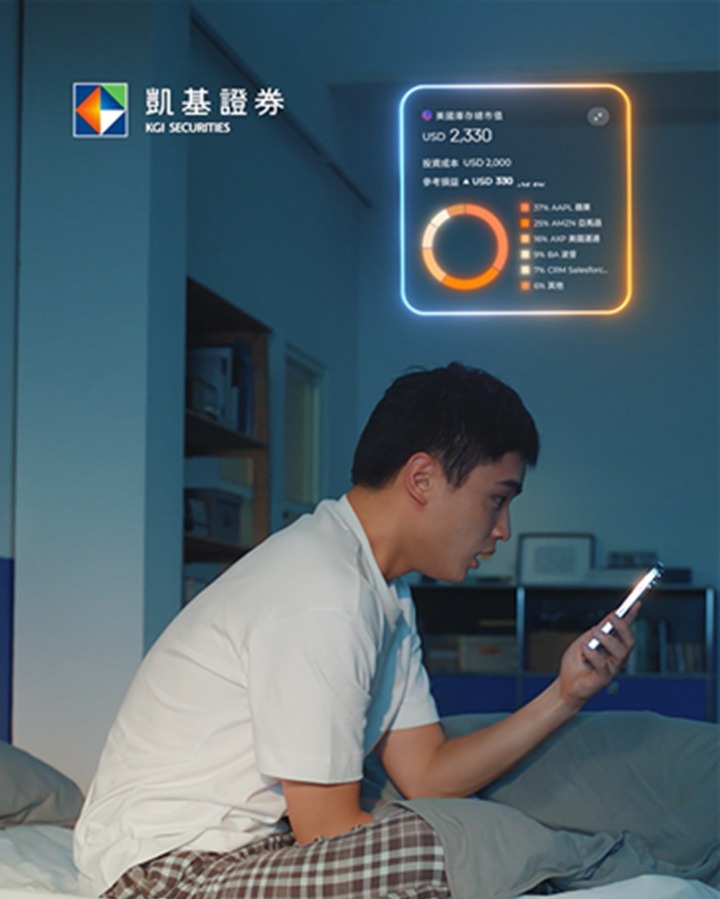 凱基證券
KGI SECURITIES
美國庫存總市值
USD 2,330
投資成本 USD 2,000
參考損益 ▲ USD 330
37% AAPL 蘋果
25% AMZN 亞馬遜
16% AXP 美國運通
9% BA 波音
7% CRM Salesforc...
6% 其他